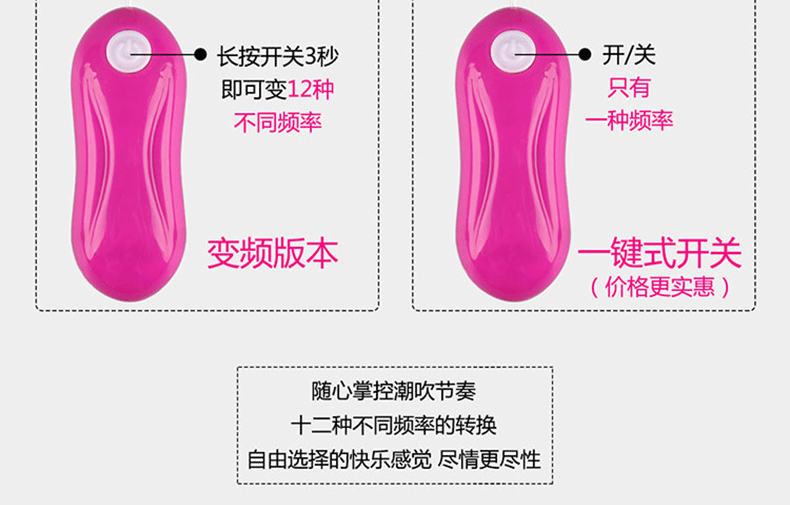 长按开关3秒
即可变12种
不同频率
变频版本
开/关
只有
一种频率
一键式开关
（价格更实惠）
随心掌控潮吹节奏
十二种不同频率的转换
自由选择的快乐感觉 尽情更尽性